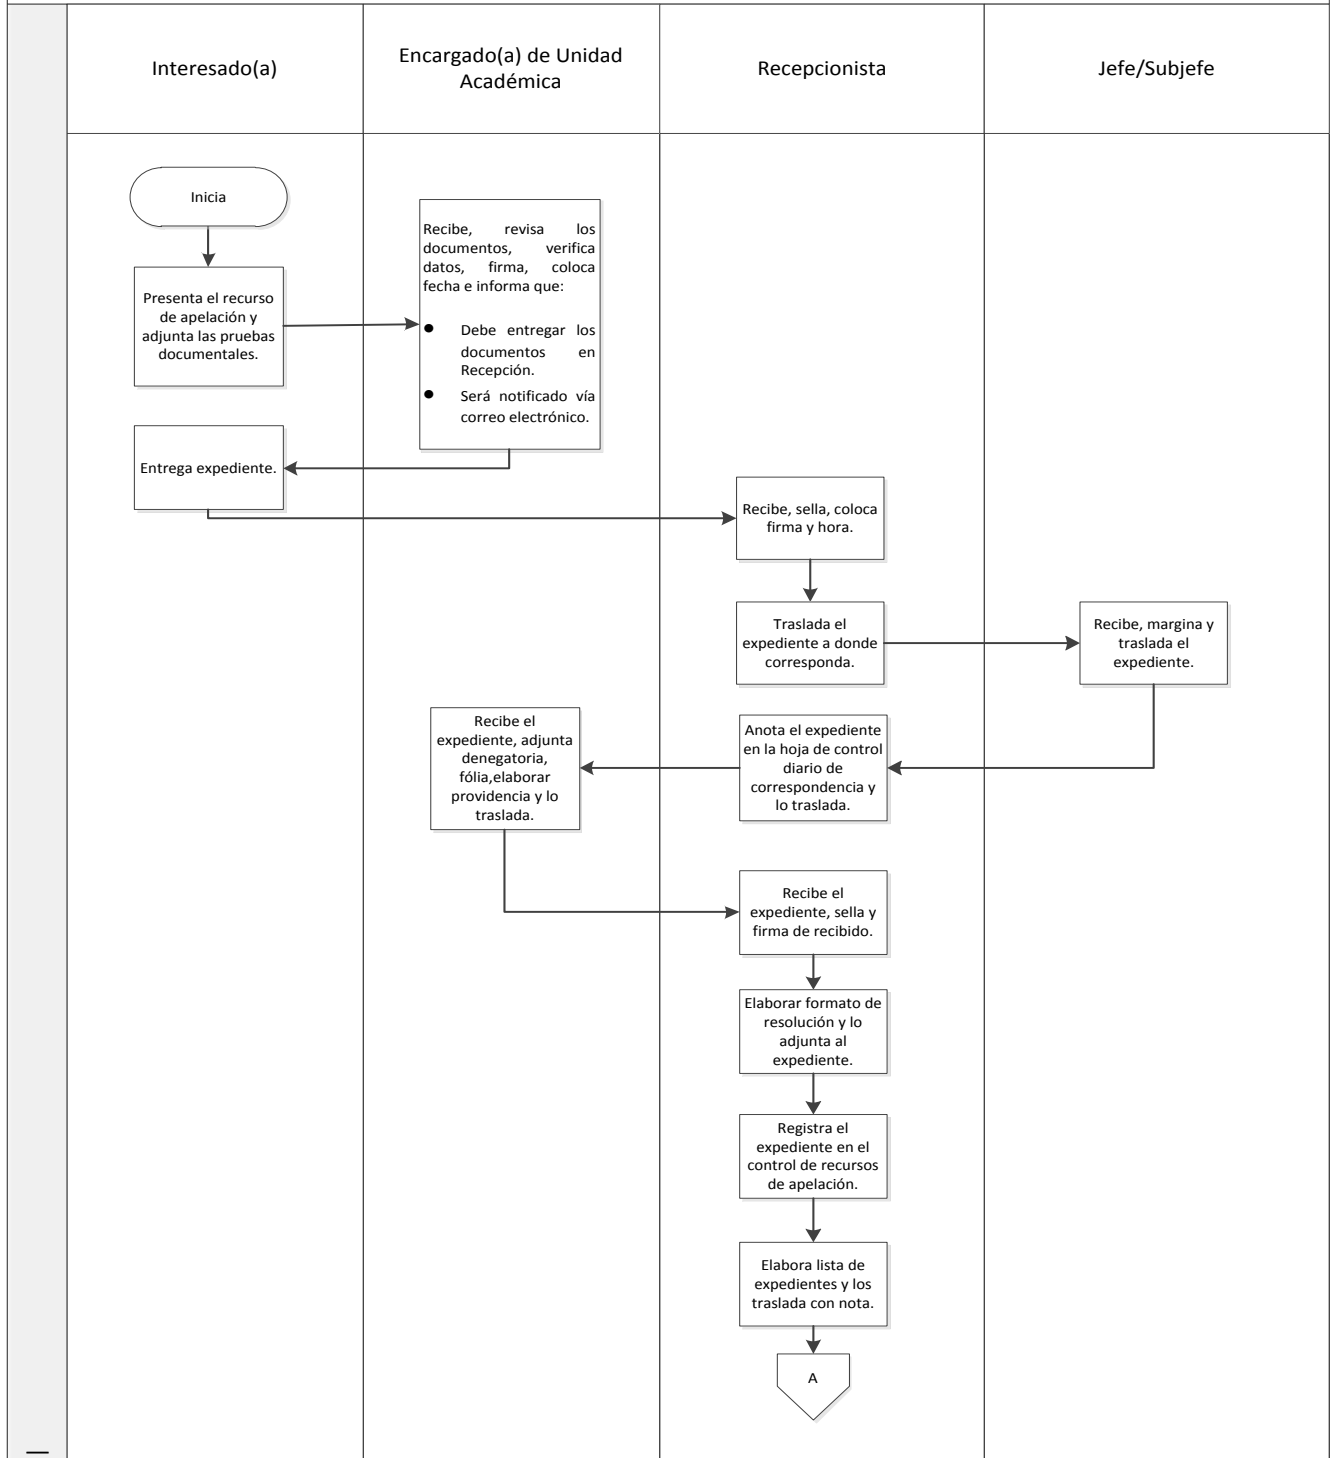 Interesado(a)
Encargado(a) de Unidad
Académica
Recepcionista
Jefe/Subjefe
Inicia
Presenta el recurso
de apelación y
adjunta las pruebas
documentales.
Recibe, revisa los
documentos, verifica
datos, firma, coloca
fecha e informa que:
● Debe entregar los
documentos en
Recepción.
● Será notificado vía
correo electrónico.
Entrega expediente.
Recibe, sella, coloca
firma y hora.
Traslada el
expediente a donde
corresponda.
Recibe, margina y
traslada el
expediente.
Anota el expediente
en la hoja de control
diario de
correspondencia y
lo traslada.
Recibe el
expediente, adjunta
denegatoria,
fólia,elaborar
providencia y lo
traslada.
Recibe el
expediente, sella y
firma de recibido.
Elaborar formato de
resolución y lo
adjunta al
expediente.
Registra el
expediente en el
control de recursos
de apelación.
Elabora lista de
expedientes y los
traslada con nota.
A